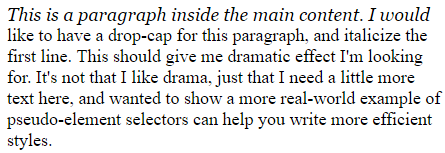 This is a paragraph inside the main content. I would
like to have a drop-cap for this paragraph, and italicize the
first line. This should give me dramatic effect I'm looking
for. It's not that I like drama, just that I need a little more
text here, and wanted to show a more real-world example of
pseudo-element selectors can help you write more efficient
styles.